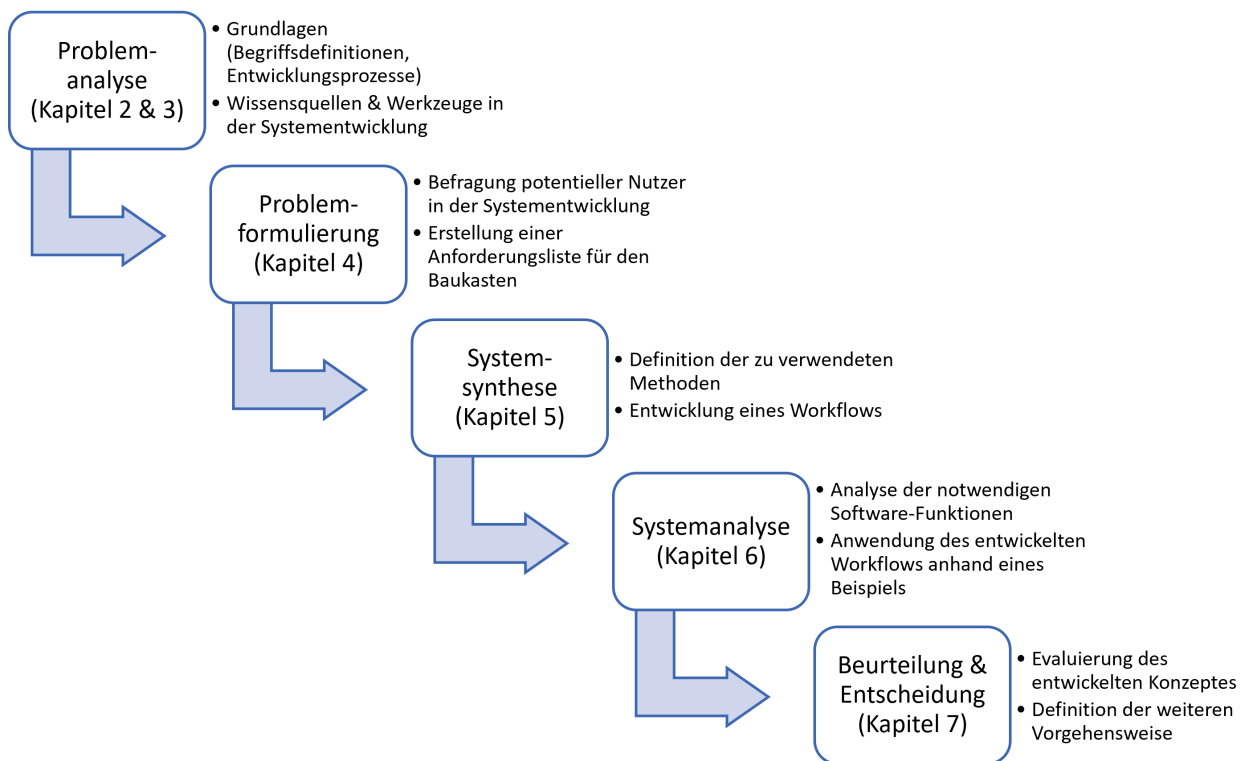 Problem-
analyse
(Kapitel 2 & 3)
• Grundlagen
(Begriffsdefinitionen,
Entwicklungsprozesse)
• Wissensquellen & Werkzeuge in
der Systementwicklung
Problem-
formulierung
(Kapitel 4)
• Befragung potentieller Nutzer
in der Systementwicklung
• Erstellung einer
Anforderungsliste für den
Baukasten
System-
synthese
(Kapitel 5)
• Definition der zu verwendeten
Methoden
• Entwicklung eines Workflows
Systemanalyse
(Kapitel 6)
• Analyse der notwendigen
Software-Funktionen
• Anwendung des entwickelten
Workflows anhand eines
Beispiels
Beurteilung &
Entscheidung
(Kapitel 7)
• Evaluierung des
entwickelten Konzeptes
• Definition der weiteren
Vorgehensweise